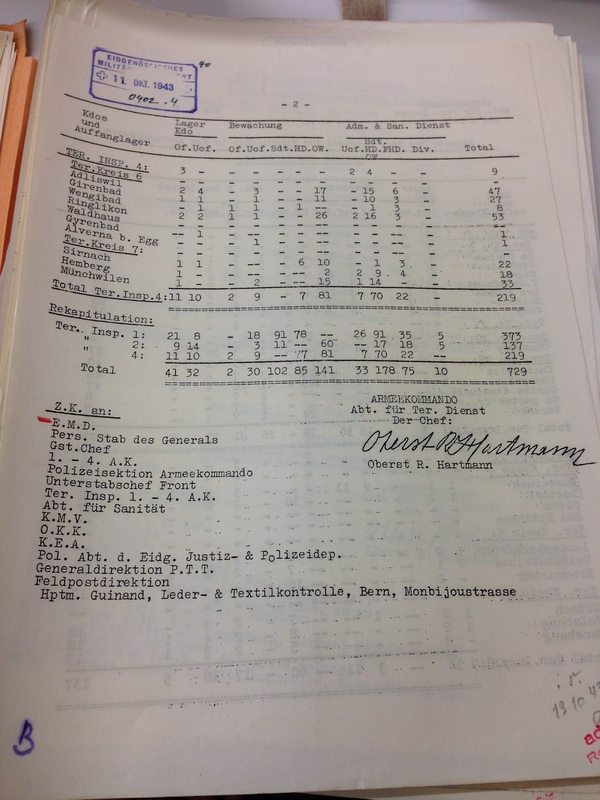 EIDGENÖSSISCHES
MILITÄ
11. OKT. 1943
0402 . 4
40
- 2 -
Kdos und Auffanglager Lager Kdo Bewachung Adm. & San. Dienst
Of.Uof. Of.Uof.Sdt.HD.OW. Uof.HD.FHD. Div. Total
Sdt.
OW
TER. INSP. 4: 3 - - - - -- -- 2 4 - - 9
Ter.Kreis 6
Adliswil
Girenbad 2 4 - 3 - - 17 - 15 6 - 47
Wengibad 1 1 - 1 - - 11 - 10 3 - 27
Ringlikon - 1 1 1 - - -- - 1 3 - 8
Waldhaus 2 2 1 1 - - 26 2 16 3 - 53
Gyrenbad
Alverna b. Egg -- 1 1
Ter.Kreis 7: 1 1
Sirnach
Hemberg 1 1 - - - 6 10 - 1 3 - 22
Münchwilen 1 - - - - - 2 2 9 4 - 18
1 - - 2 - - 15 1 14 - - 33
Total Ter.Insp.4: 11 10 2 9 - 7 81 7 70 22 - 219
Rekapitulation:
Ter. Insp. 1: 21 8 - 18 91 78 -- 26 91 35 5 373
" 2: 9 14 - 3 11 -- 60 -- 17 18 5 137
" 4: 11 10 2 9 -- 7 81 7 70 22 -- 219
Total 41 32 2 30 102 85 141 33 178 75 10 729
ARMEEKOMMANDO
Abt. für Ter. Dienst
Der Chef:
Oberst R Hartmann
Oberst R. Hartmann
Z.K. an:
E.M.D.
Pers. Stab des Generals
Gst.Chef
1. - 4. A.K.
Polizeisektion Armeekommando
Unterstabschef Front
Ter. Insp. 1. - 4. A.K.
Abt. für Sanität
K.M.V.
O.K.K.
K.E.A.
Pol. Abt. d. Eidg. Justiz- & Polizeidep.
Generaldirektion P.T.T.
Feldpostdirektion
Hptm. Guinand, Leder- & Textilkontrolle, Bern, Monbijoustrasse
19 10 43
B